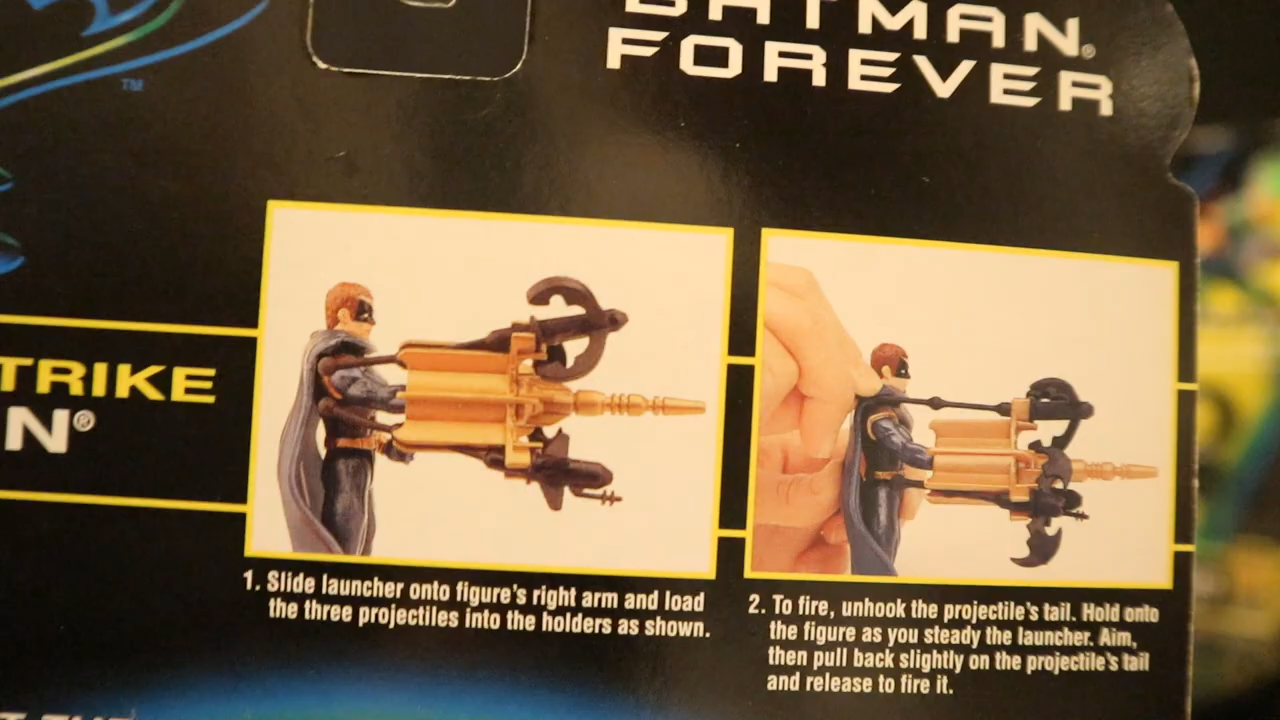 BATMAN®
FOREVER
TM
TRIKE
N®
1. Slide launcher onto figure's right arm and load
the three projectiles into the holders as shown.
2. To fire, unhook the projectile's tail. Hold onto
the figure as you steady the launcher. Aim,
then pull back slightly on the projectile's tail
and release to fire it.